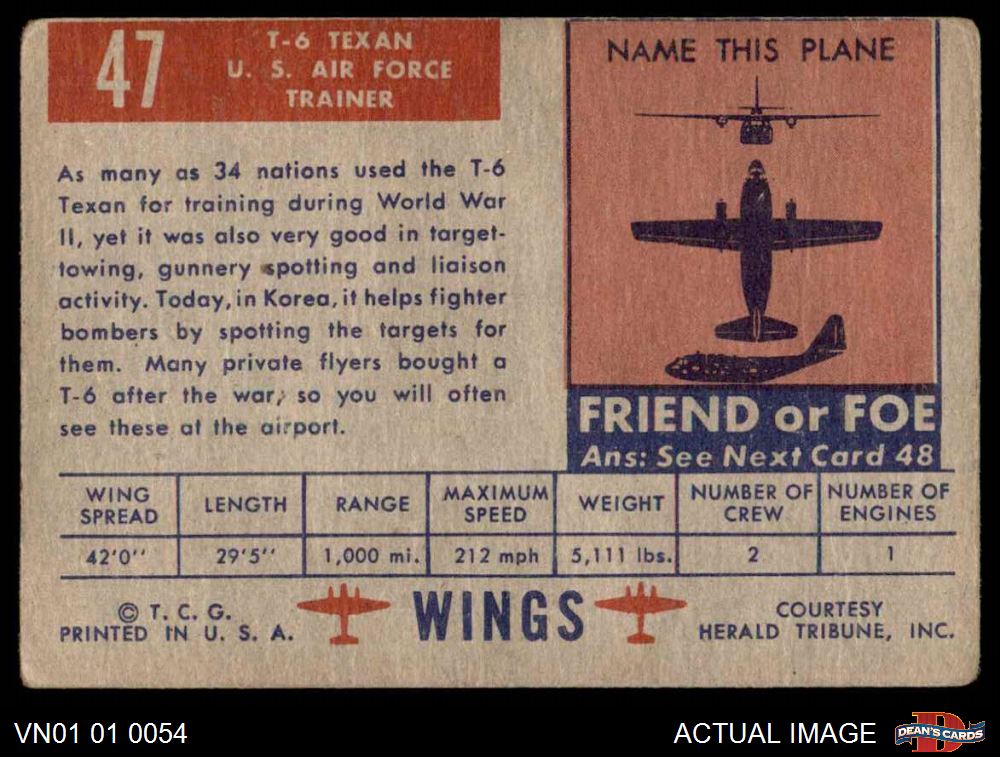 47
T-6 TEXAN
U. S. AIR FORCE
TRAINER
As many as 34 nations used the T-6
Texan for training during World War
II, yet it was also very good in target-
towing, gunnery spotting and liaison
activity. Today, in Korea, it helps fighter
bombers by spotting the targets for
them. Many private flyers bought a
T-6 after the war, so you will often
see these at the airport.
NAME THIS PLANE
FRIEND or FOE
Ans: See Next Card 48
WING SPREAD LENGTH RANGE MAXIMUM SPEED WEIGHT NUMBER OF CREW NUMBER OF ENGINES
42'0'' 29'5'' 1,000 mi. 212 mph 5,111 lbs. 2 1
© T. C. G.
PRINTED IN U. S. A.
WINGS
COURTESY
HERALD TRIBUNE, INC.
VN01 01 0054
ACTUAL IMAGE
D
DEAN'S CARDS